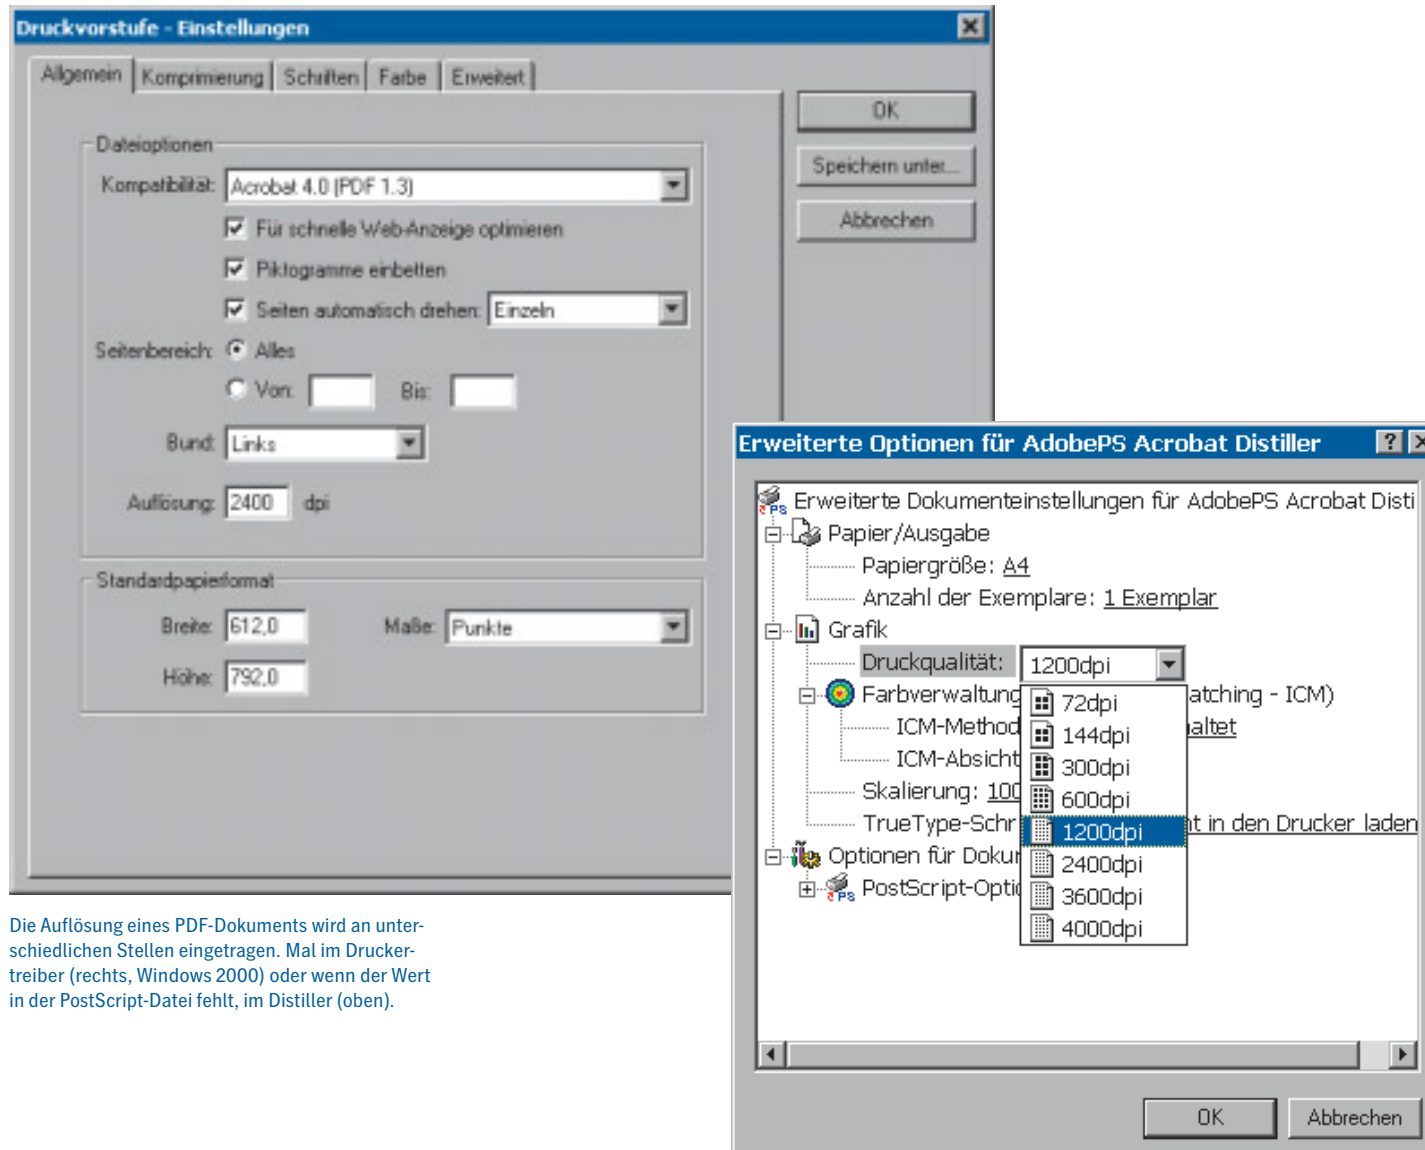 Druckvorstufe - Einstellungen
Allgemein Komprimierung Schriften Farbe Erweitert
OK
Speichern unter...
Abbrechen
Dateioptionen
Kompatibilität: Acrobat 4.0 (PDF 1.3)
Für schnelle Web-Anzeige optimieren
Piktogramme einbetten
Seiten automatisch drehen: Einzeln
Seitenbereich: Alles
Von: Bis:
Bund: Links
Auflösung: 2400 dpi
Standardpapierformat
Breite: 612,0 Maße: Punkte
Höhe: 792,0
Erweiterte Optionen für AdobePS Acrobat Distiller
Erweiterte Dokumenteinstellungen für AdobePS Acrobat Disti
Papier/Ausgabe
Papiergröße: A4
Anzahl der Exemplare: 1 Exemplar
Grafik
Druckqualität: 1200dpi
Farbverwaltung atching - ICM)
ICM-Method altet
ICM-Absicht
Skalierung: 100
TrueType-Schr t in den Drucker laden
Optionen für Dokur
PostScript-Optio
72dpi
144dpi
300dpi
600dpi
1200dpi
2400dpi
3600dpi
4000dpi
OK Abbrechen
Die Auflösung eines PDF-Dokuments wird an unter-
schiedlichen Stellen eingetragen. Mal im Drucker-
treiber (rechts, Windows 2000) oder wenn der Wert
in der PostScript-Datei fehlt, im Distiller (oben).